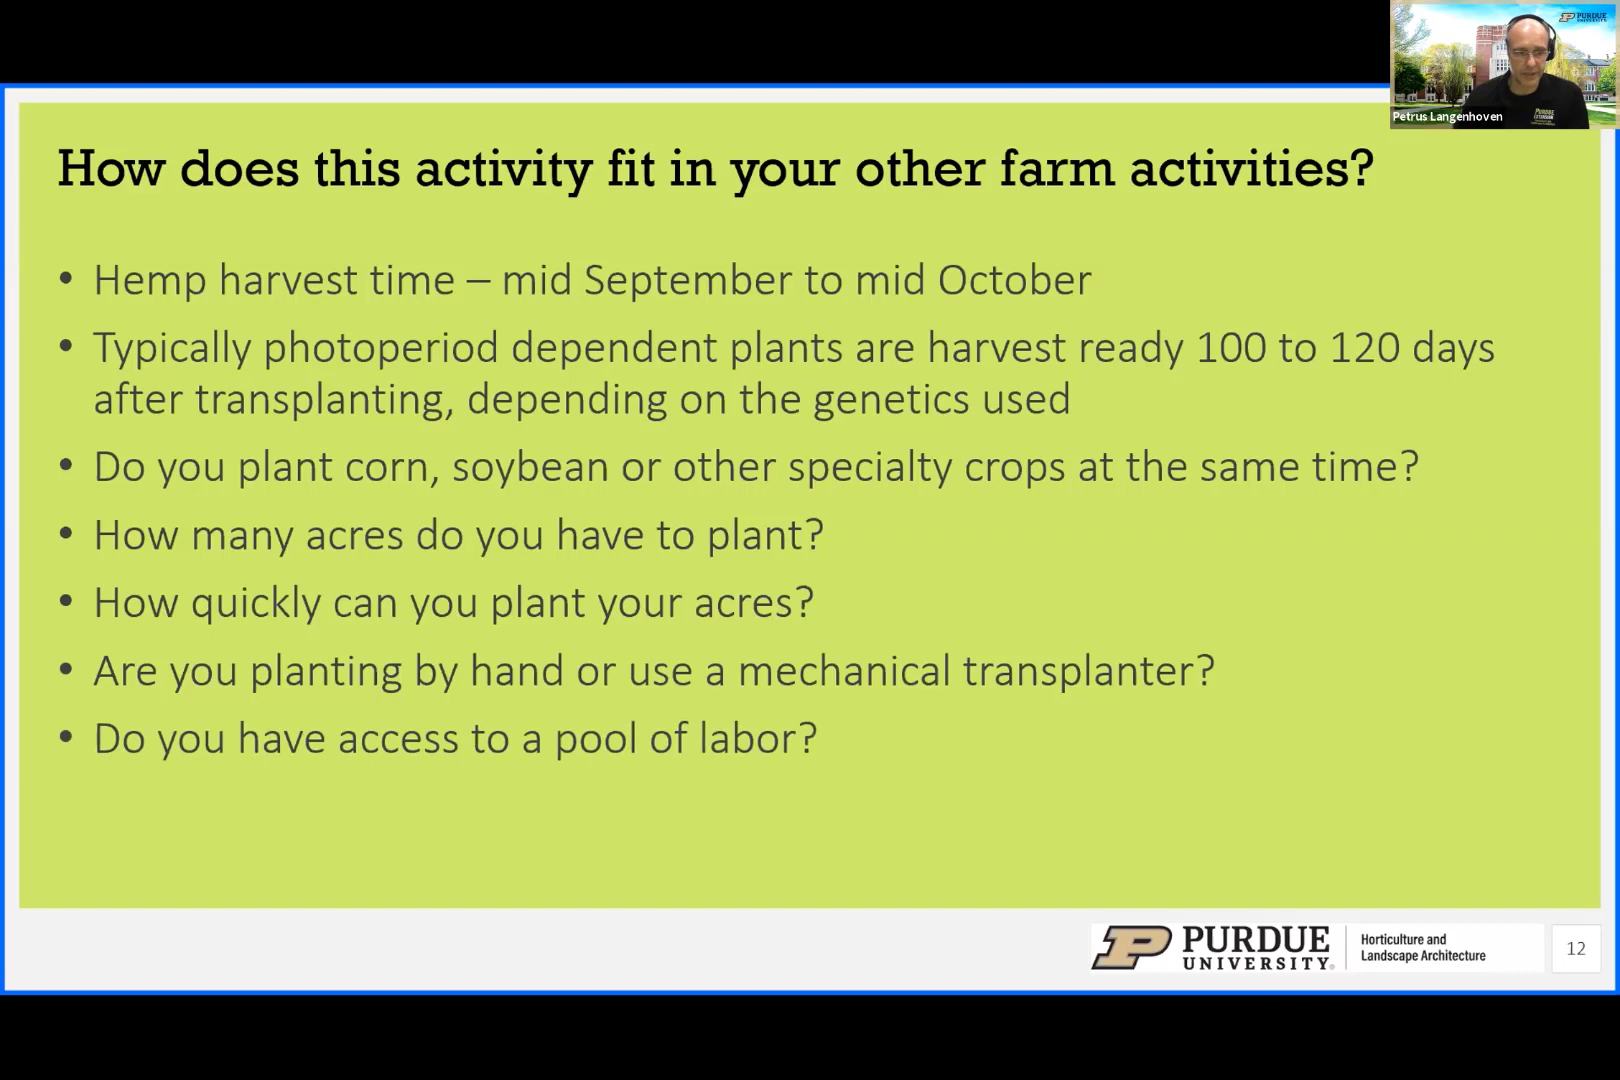 PURDUE
UNIVERSITY
PURDUE
EXTENSION
Petrus Langenhoven
How does this activity fit in your other farm activities?
• Hemp harvest time – mid September to mid October
• Typically photoperiod dependent plants are harvest ready 100 to 120 days
after transplanting, depending on the genetics used
• Do you plant corn, soybean or other specialty crops at the same time?
• How many acres do you have to plant?
• How quickly can you plant your acres?
• Are you planting by hand or use a mechanical transplanter?
• Do you have access to a pool of labor?
P PURDUE
UNIVERSITY®
Horticulture and
Landscape Architecture
12